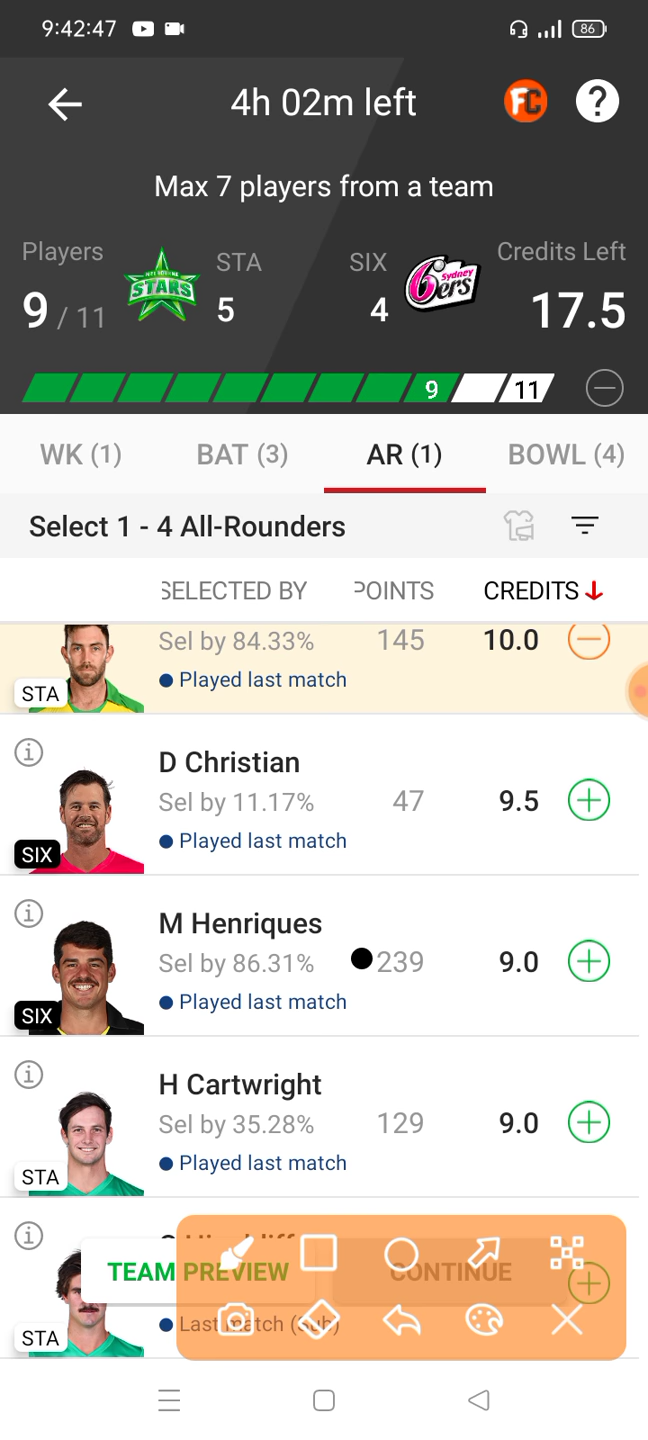 9:42:47
86
4h 02m left
FC
?
Max 7 players from a team
Players
STA
SIX
Credits Left
STARS
Sydney
6ers
9 / 11
5
4
17.5
9
11
WK (1)
BAT (3)
AR (1)
BOWL (4)
Select 1 - 4 All-Rounders
SELECTED BY
POINTS
CREDITS
Sel by 84.33%
145
10.0
STA
Played last match
D Christian
Sel by 11.17%
47
9.5
SIX
Played last match
M Henriques
Sel by 86.31%
239
9.0
SIX
Played last match
H Cartwright
Sel by 35.28%
129
9.0
STA
Played last match
TEAM PREVIEW
CONTINUE
STA
Last match (Sub)